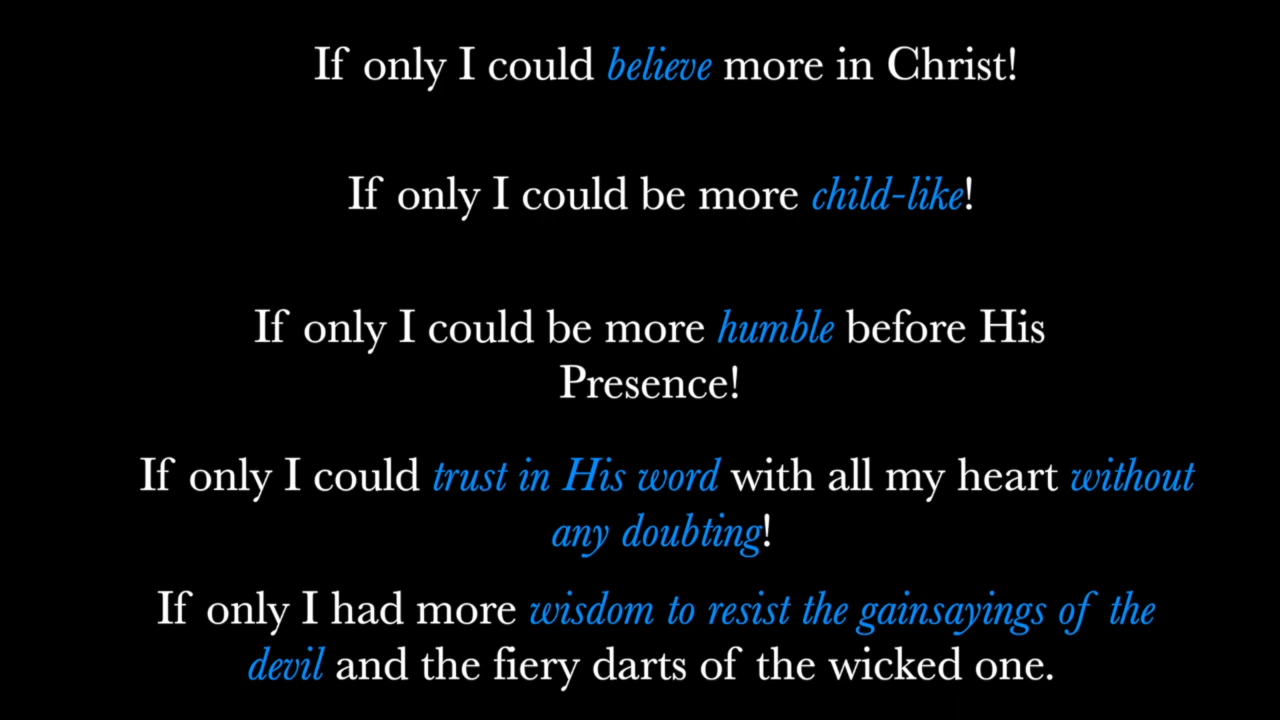 If only I could believe more in Christ!
If only I could be more child-like!
If only I could be more humble before His
Presence!
If only I could trust in His word with all my heart without
any doubting!
If only I had more wisdom to resist the gainsayings of the
devil and the fiery darts of the wicked one.